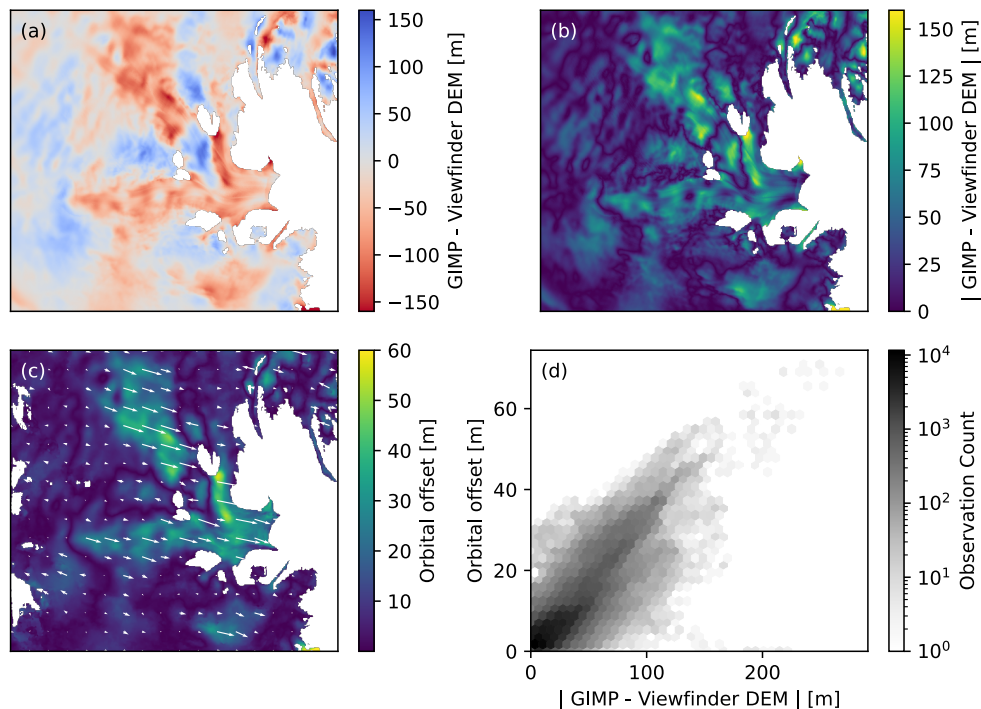 (a)
150
100
50
0
−50
−100
−150
GIMP - Viewfinder DEM [m]
(b)
150
125
100
75
50
25
0
| GIMP - Viewfinder DEM | [m]
(c)
60
50
40
30
20
10
Orbital offset [m]
(d)
60
40
20
0
Orbital offset [m]
0 100 200
| GIMP - Viewfinder DEM | [m]
10⁴
10³
10²
10¹
10⁰
Observation Count